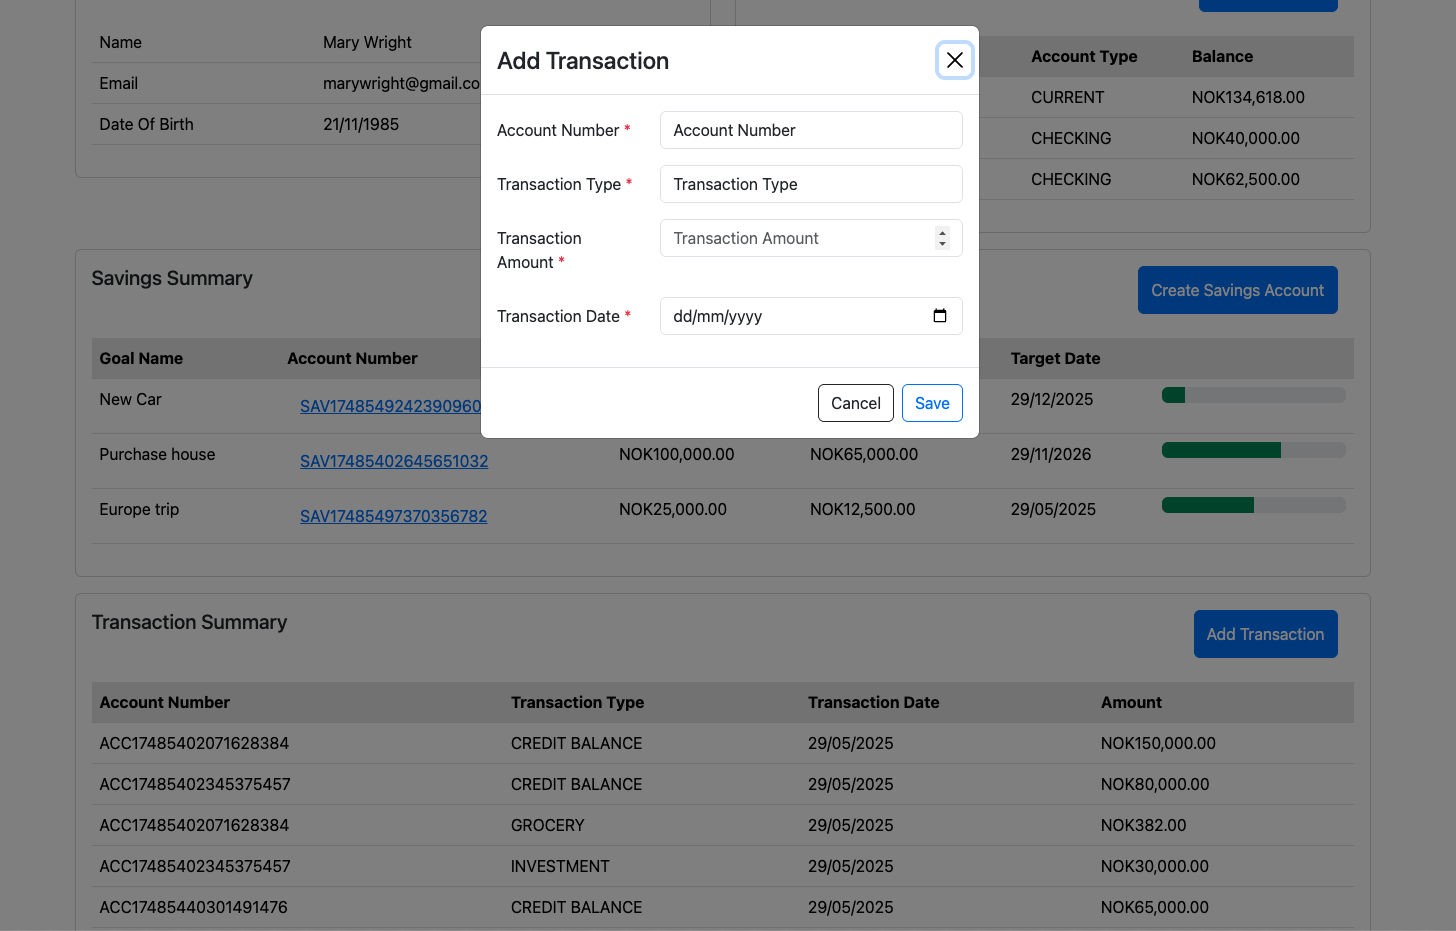 Add Transaction
Account Number *
Account Number
Transaction Type *
Transaction Type
Transaction
Amount *
Transaction Amount
Transaction Date *
dd/mm/yyyy
Cancel
Save
Name Mary Wright
Email marywright@gmail.co
Date Of Birth 21/11/1985
Account Type Balance
CURRENT NOK134,618.00
CHECKING NOK40,000.00
CHECKING NOK62,500.00
Savings Summary
Create Savings Account
Goal Name Account Number Target Date
New Car SAV1748549242390960 29/12/2025
Purchase house SAV17485402645651032 NOK100,000.00 NOK65,000.00 29/11/2026
Europe trip SAV17485497370356782 NOK25,000.00 NOK12,500.00 29/05/2025
Transaction Summary
Add Transaction
Account Number Transaction Type Transaction Date Amount
ACC17485402071628384 CREDIT BALANCE 29/05/2025 NOK150,000.00
ACC17485402345375457 CREDIT BALANCE 29/05/2025 NOK80,000.00
ACC17485402071628384 GROCERY 29/05/2025 NOK382.00
ACC17485402345375457 INVESTMENT 29/05/2025 NOK30,000.00
ACC17485440301491476 CREDIT BALANCE 29/05/2025 NOK65,000.00